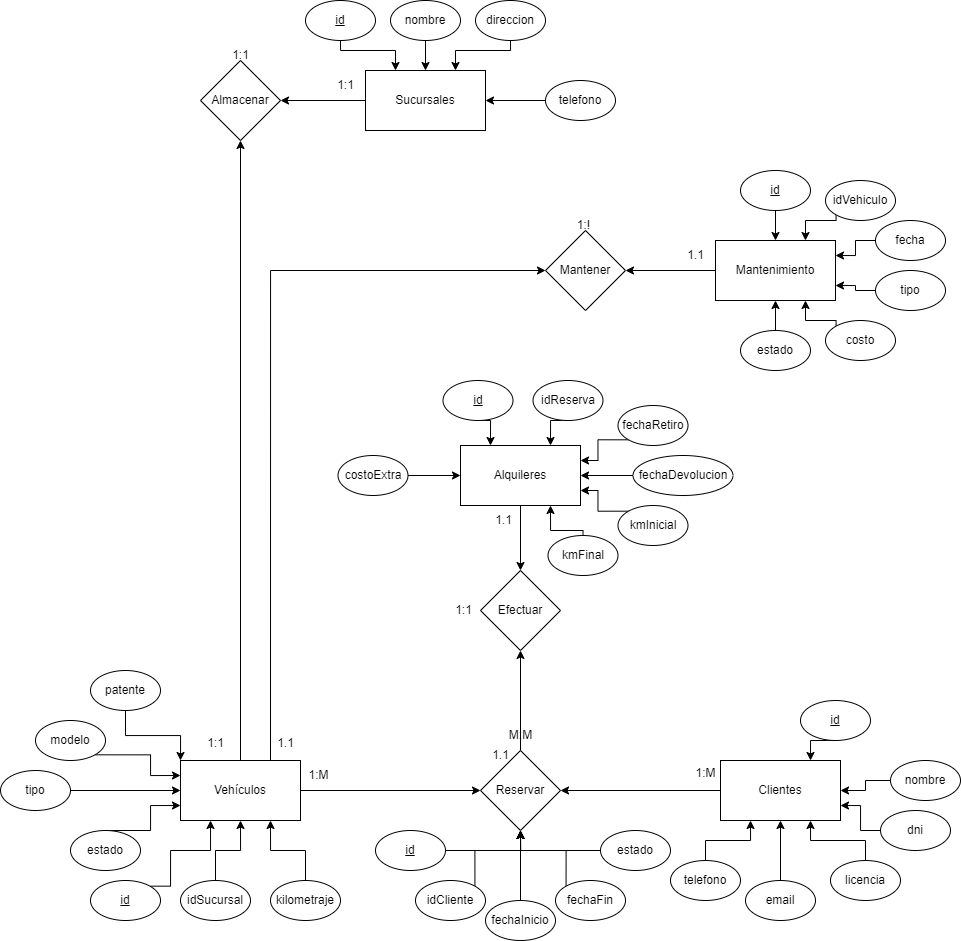 id
nombre
direccion
1:1
1:1
Almacenar
Sucursales
telefono
id
idVehiculo
1:!
fecha
1.1
Mantener
Mantenimiento
tipo
estado
costo
id
idReserva
fechaRetiro
costoExtra
Alquileres
fechaDevolucion
1.1
kmInicial
kmFinal
1:1
Efectuar
patente
id
modelo
1:1
1.1
M:M
1.1
1:M
1:M
tipo
Vehículos
Reservar
Clientes
nombre
dni
estado
id
estado
telefono
licencia
id
idSucursal
kilometraje
idCliente
fechaInicio
fechaFin
email